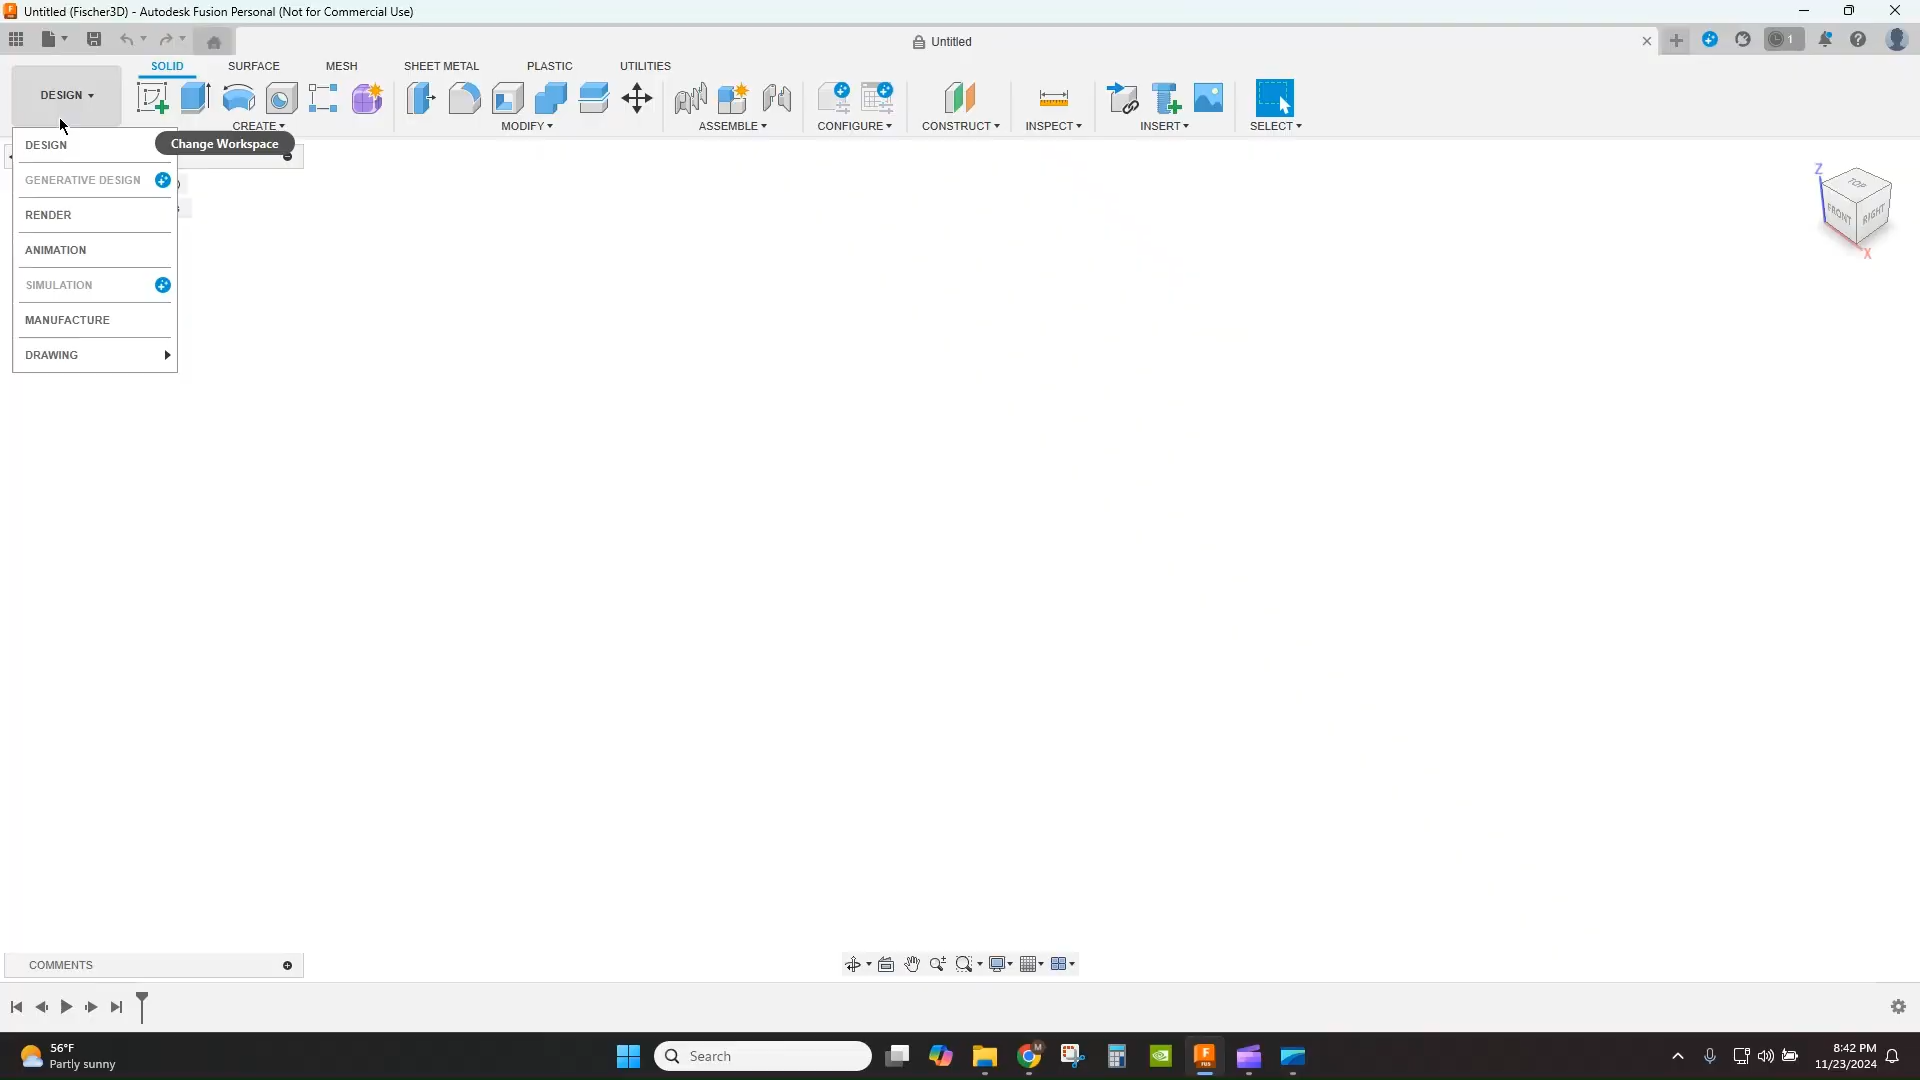 Untitled (Fischer3D) - Autodesk Fusion Personal (Not for Commercial Use)
Untitled
1
DESIGN
SOLID
SURFACE
MESH
SHEET METAL
PLASTIC
UTILITIES
CREATE
MODIFY
ASSEMBLE
CONFIGURE
CONSTRUCT
INSPECT
INSERT
SELECT
Change Workspace
DESIGN
GENERATIVE DESIGN
RENDER
ANIMATION
SIMULATION
MANUFACTURE
DRAWING
Z
TOP
FRONT
RIGHT
X
COMMENTS
56°F
Partly sunny
Search
M
F
FUS
8:42 PM
11/23/2024